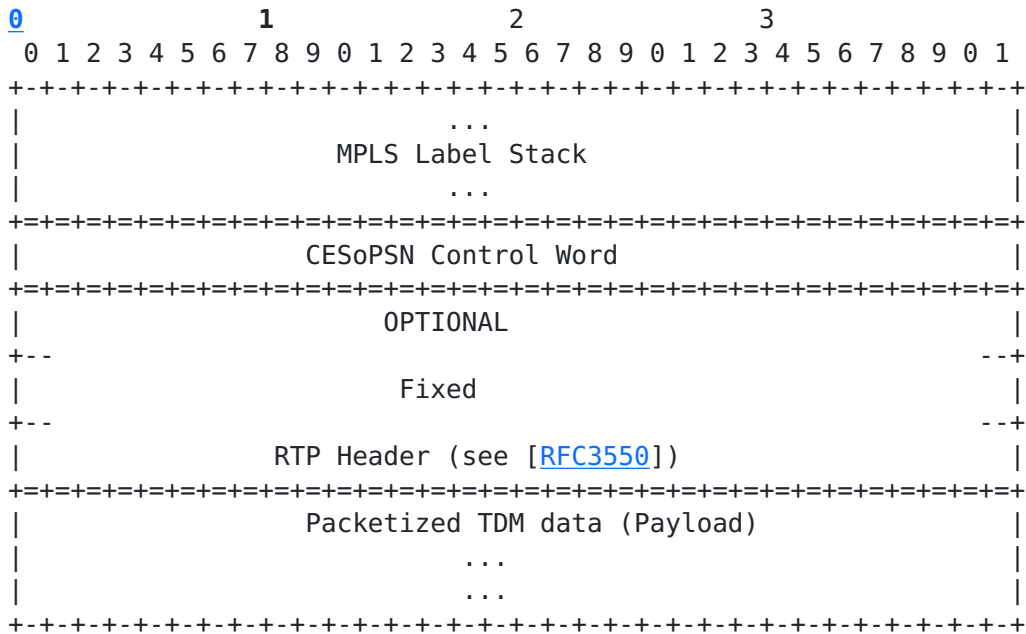 0                   1                   2                   3
 0 1 2 3 4 5 6 7 8 9 0 1 2 3 4 5 6 7 8 9 0 1 2 3 4 5 6 7 8 9 0 1
+-+-+-+-+-+-+-+-+-+-+-+-+-+-+-+-+-+-+-+-+-+-+-+-+-+-+-+-+-+-+-+-+
|                           ...                                 |
|                    MPLS Label Stack                           |
|                           ...                                 |
+=+=+=+=+=+=+=+=+=+=+=+=+=+=+=+=+=+=+=+=+=+=+=+=+=+=+=+=+=+=+=+=+
|                  CESoPSN Control Word                         |
+=+=+=+=+=+=+=+=+=+=+=+=+=+=+=+=+=+=+=+=+=+=+=+=+=+=+=+=+=+=+=+=+
|                       OPTIONAL                                |
+--                                                           --+
|                        Fixed                                  |
+--                                                           --+
|                RTP Header (see [RFC3550])                     |
+=+=+=+=+=+=+=+=+=+=+=+=+=+=+=+=+=+=+=+=+=+=+=+=+=+=+=+=+=+=+=+=+
|                  Packetized TDM data (Payload)                |
|                            ...                                |
|                            ...                                |
+-+-+-+-+-+-+-+-+-+-+-+-+-+-+-+-+-+-+-+-+-+-+-+-+-+-+-+-+-+-+-+-+